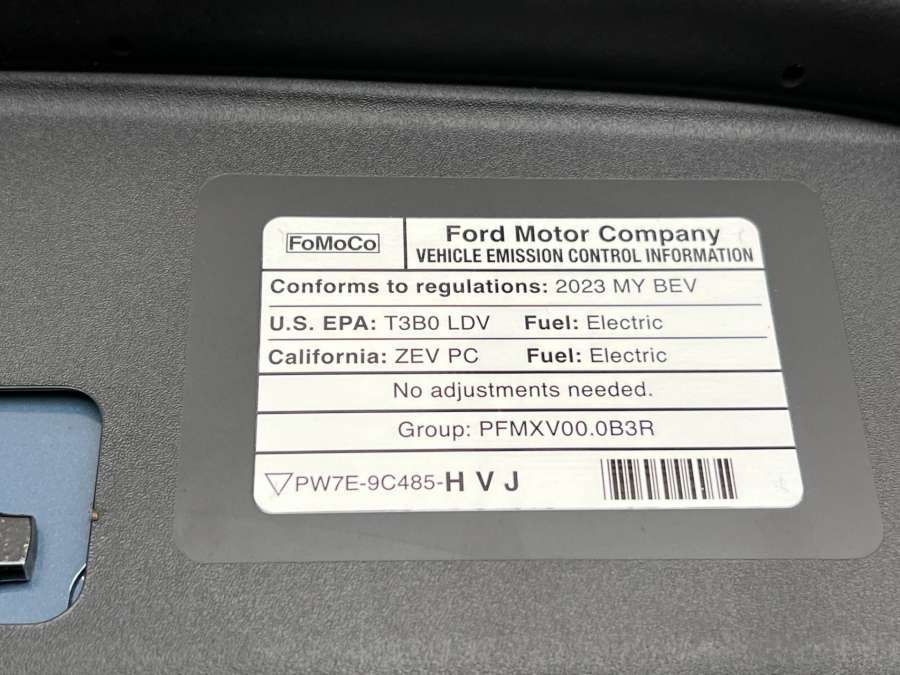 FoMoCo
Ford Motor Company
VEHICLE EMISSION CONTROL INFORMATION
Conforms to regulations: 2023 MY BEV
U.S. EPA: T3B0 LDV Fuel: Electric
California: ZEV PC Fuel: Electric
No adjustments needed.
Group: PFMXV00.0B3R
PW7E-9C485-H V J